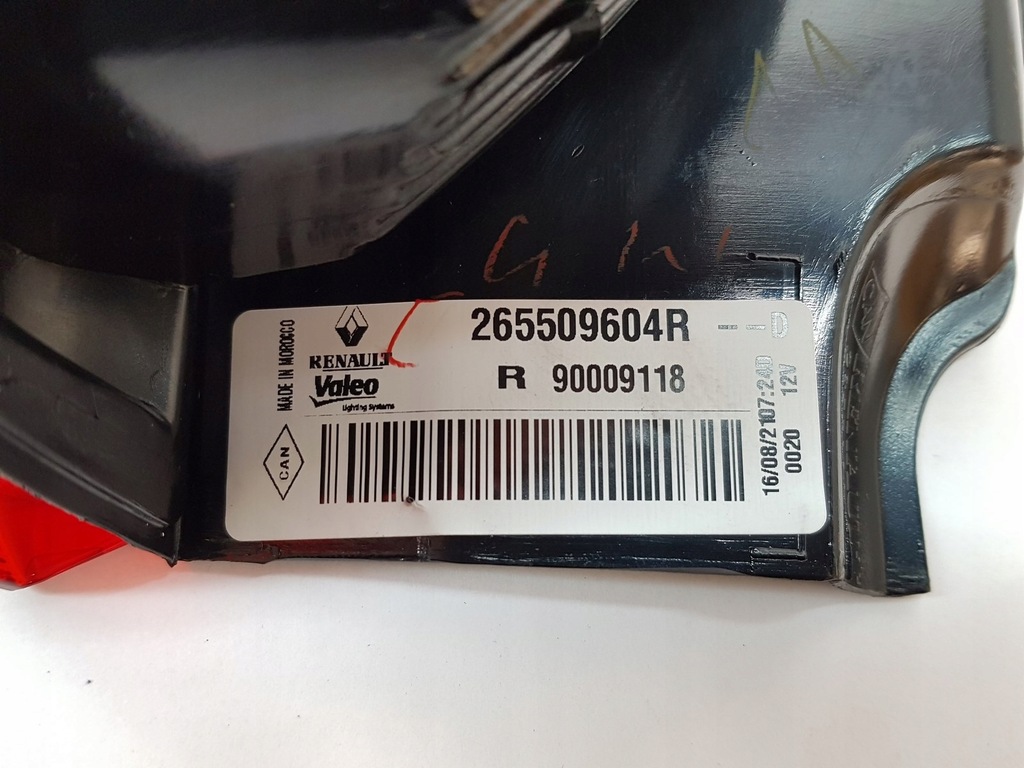 265509604R
MADE IN MOROCCO
RENAULT
R 90009118
Valeo
Lighting Systems
CAN
16/08/2107:24
12V
0020
D